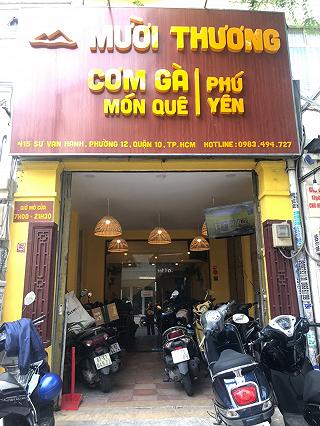 MƯỜI THƯƠNG
CƠM GÀ
MÓN QUÊ
PHÚ
YÊN
415 SƯ VẠN HẠNH, PHƯỜNG 12, QUẬN 10, TP.HCM HOTLINE: 0983.494.727
GIỜ MỞ CỬA
7H00 - 21H30